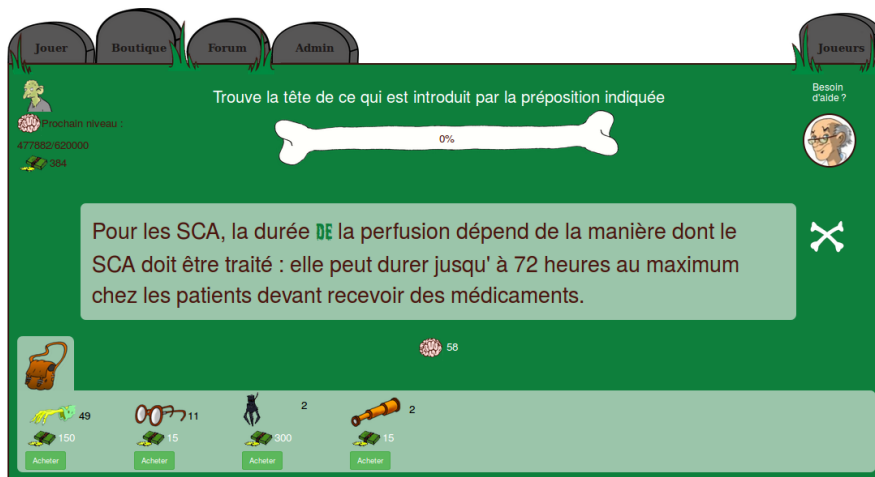 Jouer Boutique Forum Admin Joueurs
Trouve la tête de ce qui est introduit par la préposition indiquée
Besoin
d'aide ?
Prochain niveau :
477882/620000
384
0%
Pour les SCA, la durée DE la perfusion dépend de la manière dont le
SCA doit être traité : elle peut durer jusqu' à 72 heures au maximum
chez les patients devant recevoir des médicaments.
58
49 11 2 2
150 15 300 15
Acheter Acheter Acheter Acheter